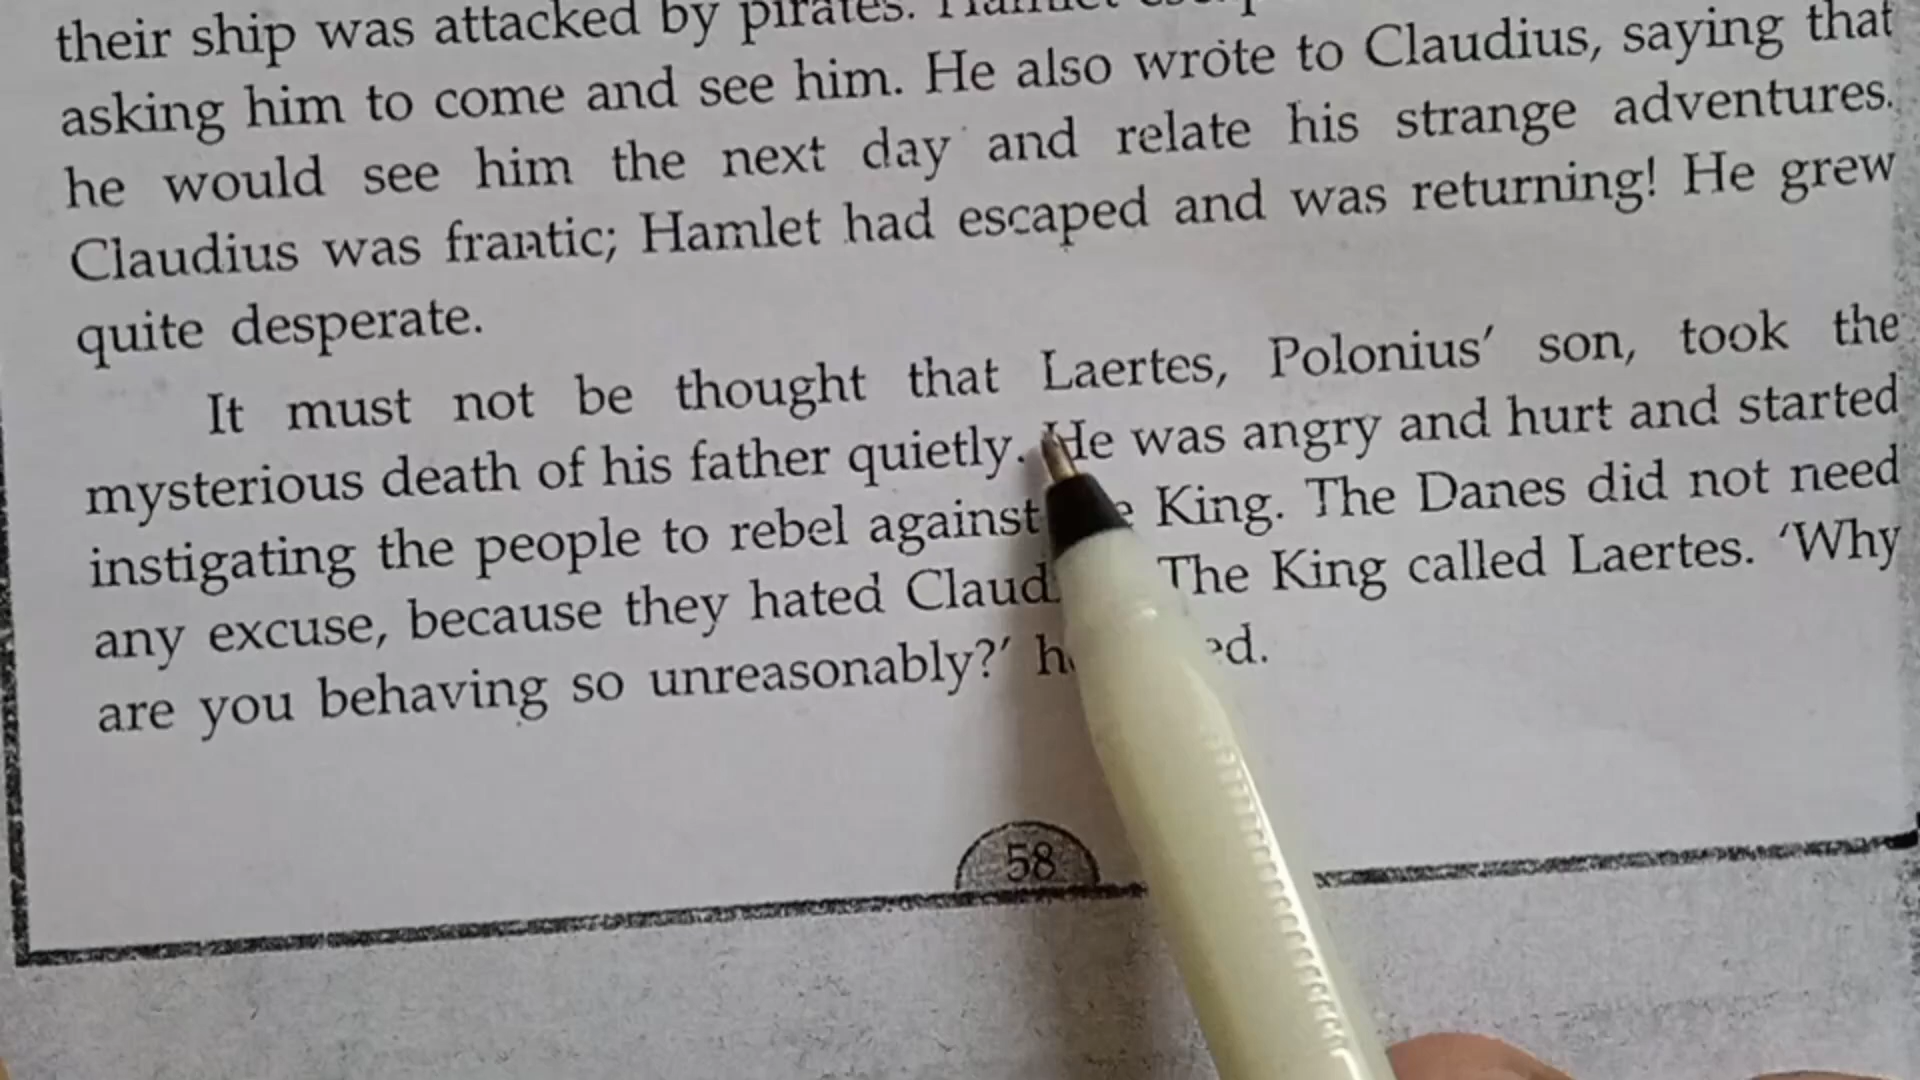 their ship was attacked by pirates. Hamlet
asking him to come and see him. He also wrote to Claudius, saying that
he would see him the next day and relate his strange adventures.
Claudius was frantic; Hamlet had escaped and was returning! He grew
quite desperate.
It must not be thought that Laertes, Polonius' son, took the
mysterious death of his father quietly. He was angry and hurt and started
instigating the people to rebel against King. The Danes did not need
any excuse, because they hated The King called Laertes. 'Why
are you behaving so unreasonably?'
58